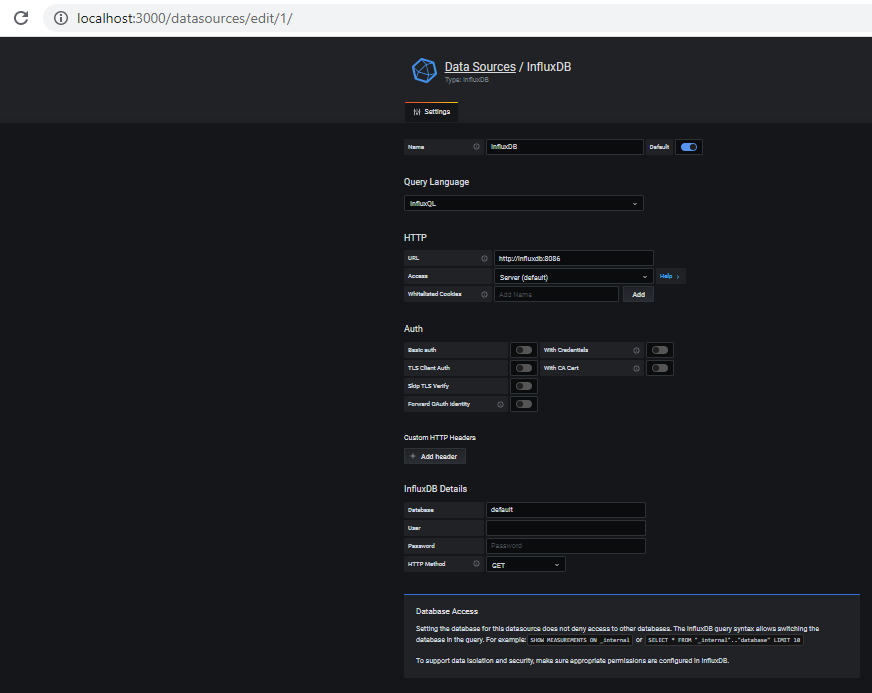 localhost:3000/datasources/edit/1/
Data Sources / InfluxDB
Type: InfluxDB
Settings
Name InfluxDB Default
Query Language
InfluxQL
HTTP
URL http://influxdb:8086
Access Server (default) Help >
Whitelisted Cookies Add Name Add
Auth
Basic auth With Credentials
TLS Client Auth With CA Cert
Skip TLS Verify
Forward OAuth Identity
Custom HTTP Headers
+ Add header
InfluxDB Details
Database default
User
Password Password
HTTP Method GET
Database Access
Setting the database for this datasource does not deny access to other databases. The InfluxDB query syntax allows switching the
database in the query. For example: SHOW MEASUREMENTS ON _internal or SELECT * FROM "_internal".."database" LIMIT 10
To support data isolation and security, make sure appropriate permissions are configured in InfluxDB.